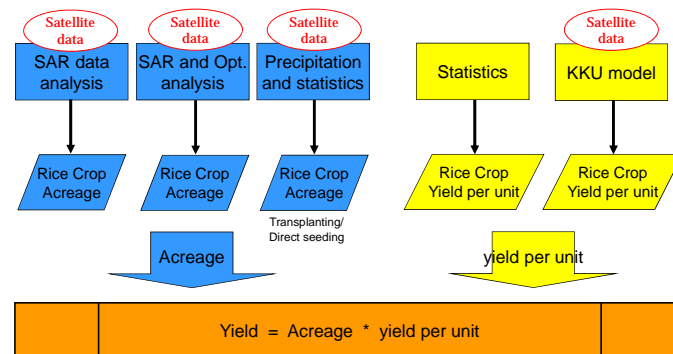 Satellite
data
Satellite
data
Satellite
data
Satellite
data
SAR data
analysis
SAR and Opt.
analysis
Precipitation
and statistics
Statistics
KKU model
Rice Crop
Acreage
Rice Crop
Acreage
Rice Crop
Acreage
Rice Crop
Yield per unit
Rice Crop
Yield per unit
Transplanting/
Direct seeding
Acreage
yield per unit
Yield = Acreage * yield per unit